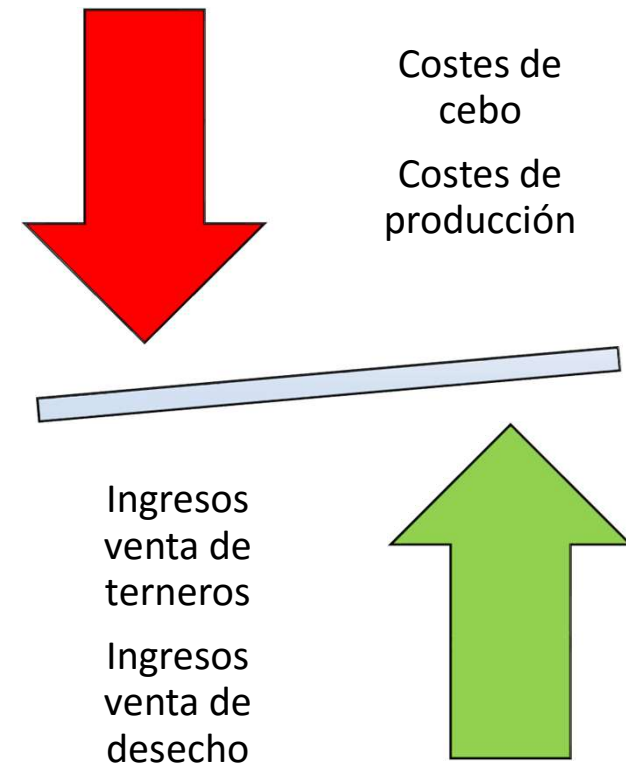 Costes de
cebo
Costes de
producción
Ingresos
venta de
terneros
Ingresos
venta de
desecho